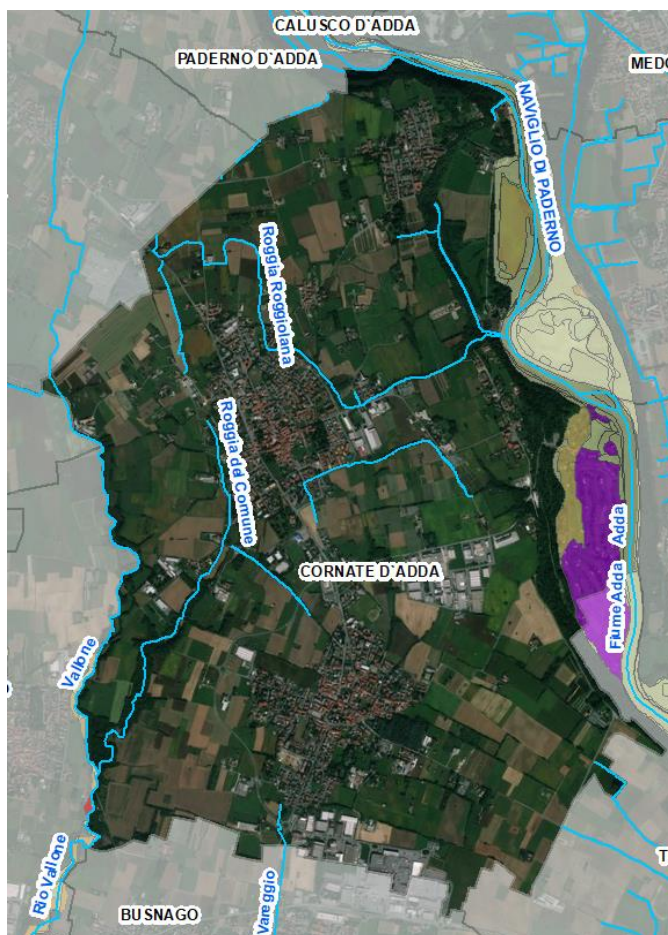 CALUSCO D'ADDA
PADERNO D'ADDA
MEDO
NAVIGLIO DI PADERNO
Roggia Roggiolana
Roggia del Comune
CORNATE D'ADDA
Adda
Fiume Adda
Vallone
Rio Vallone
BUSNAGO
Vareggio
T